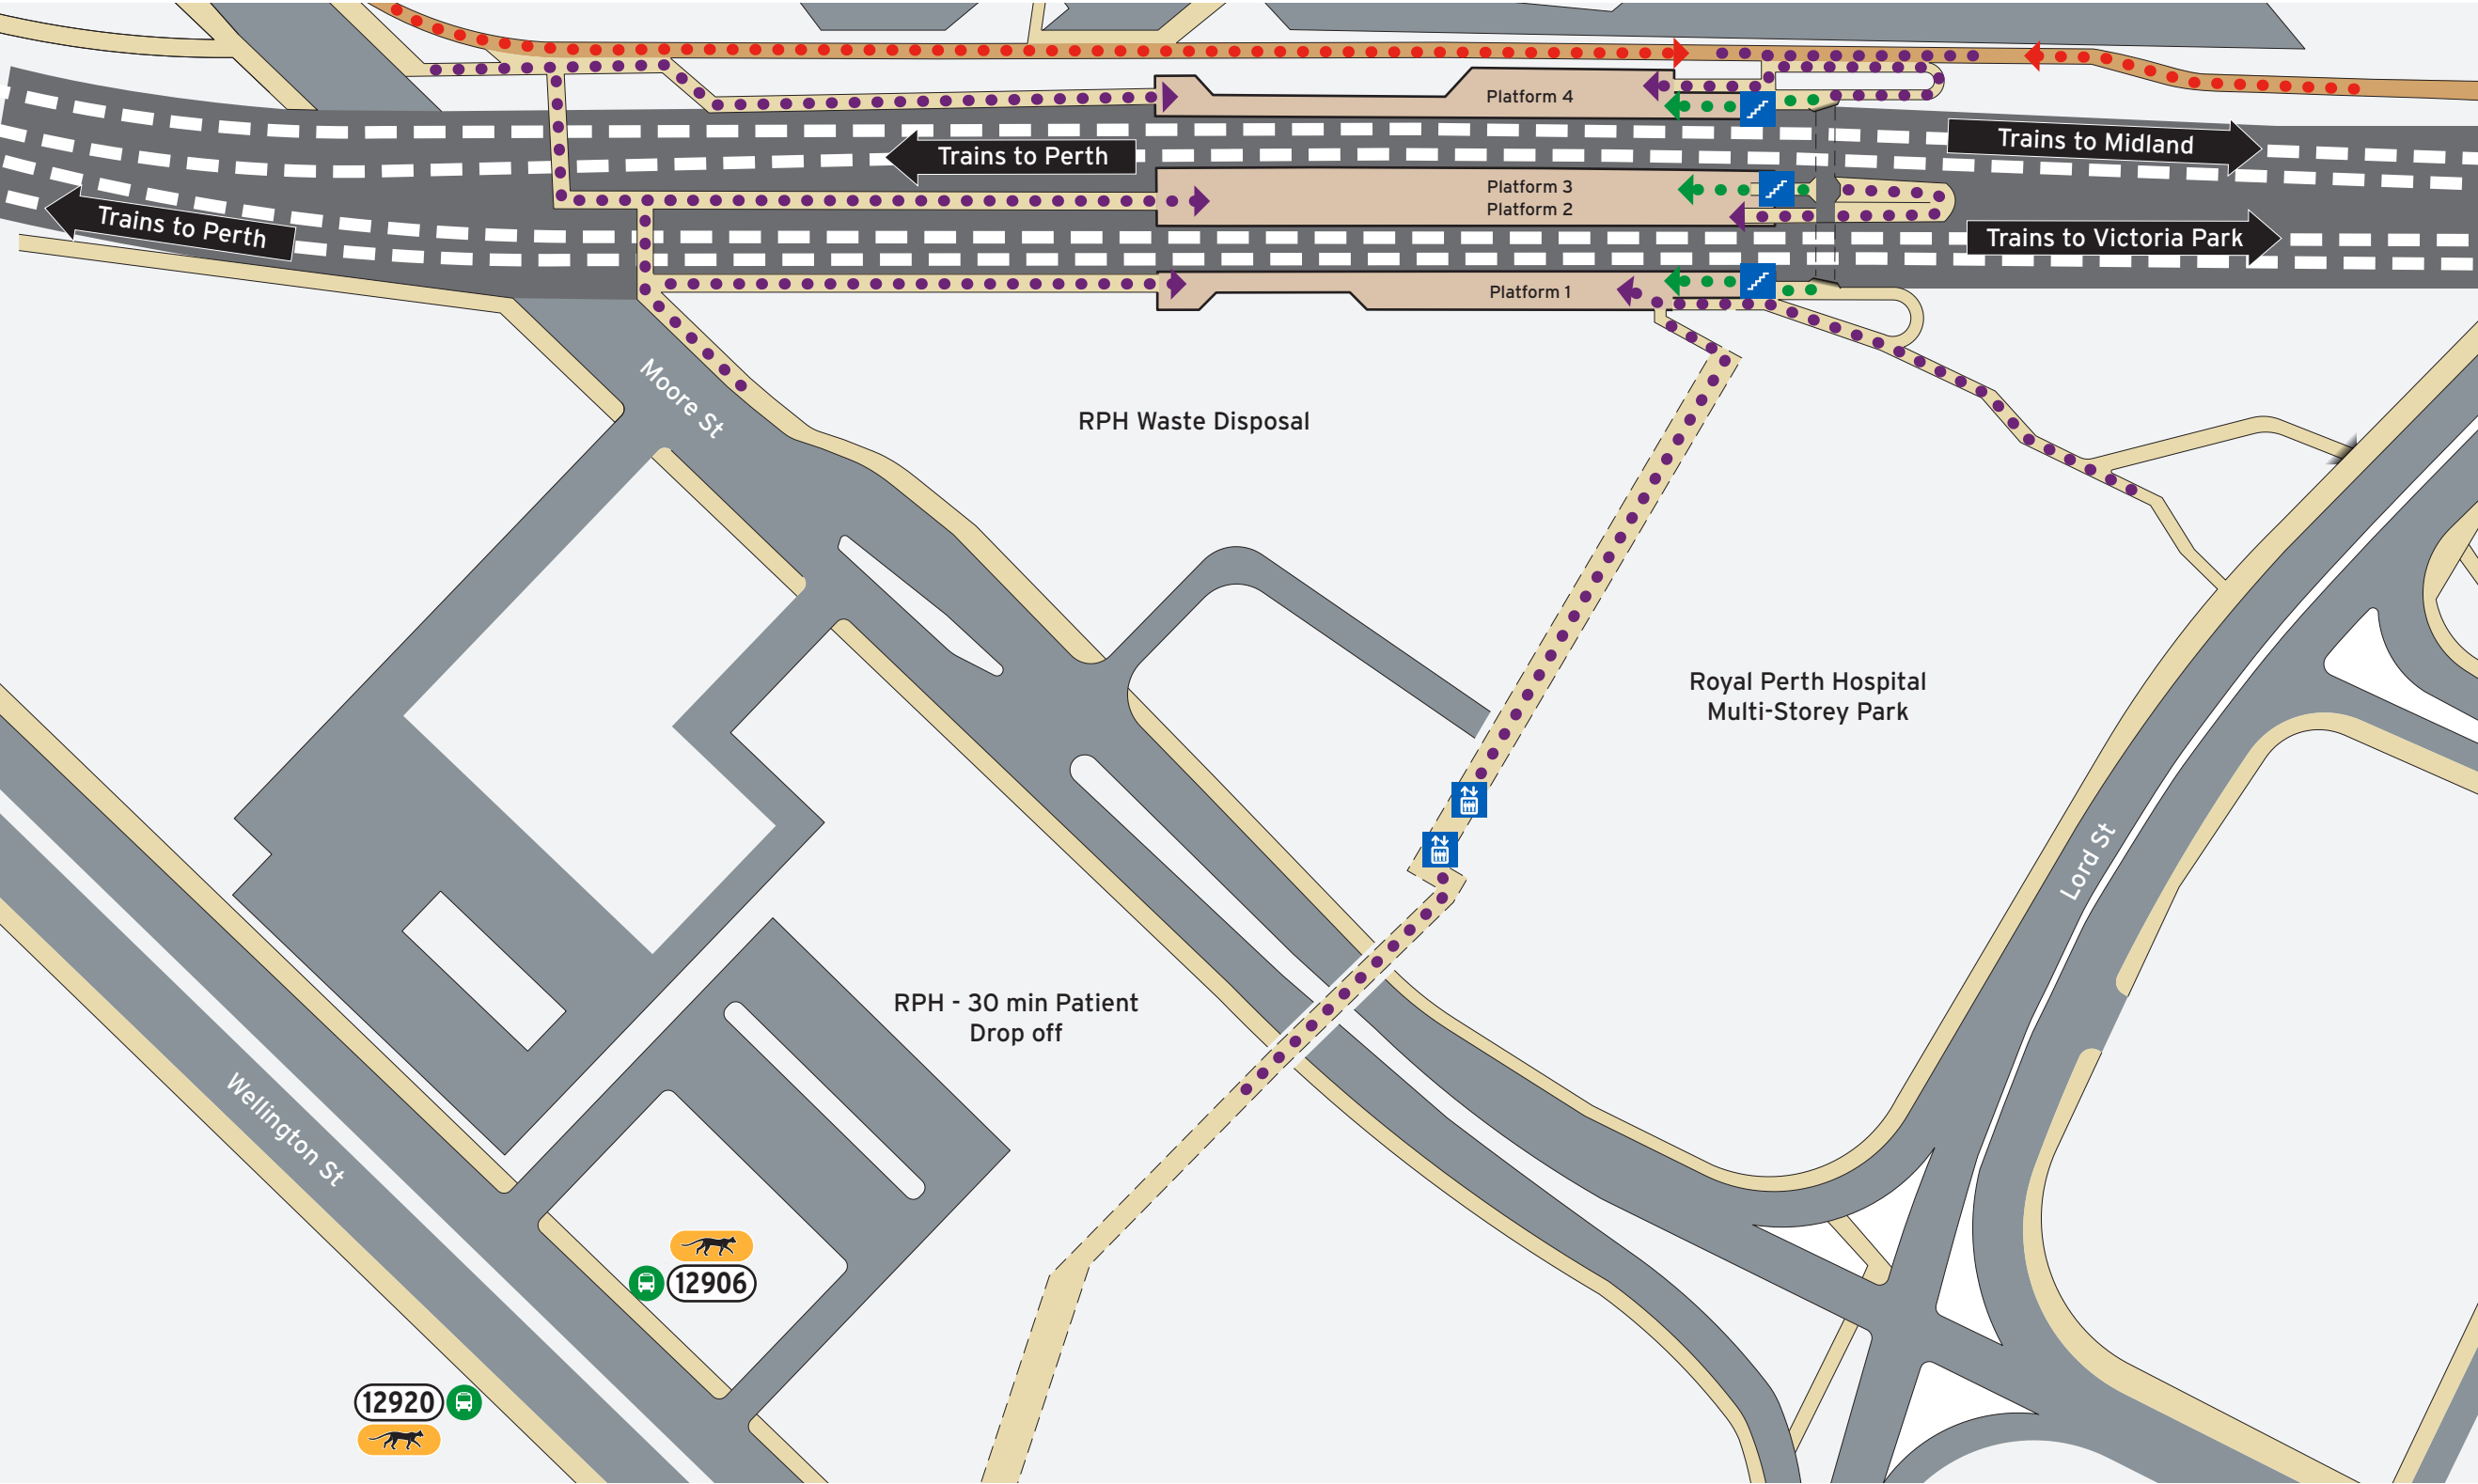 Platform 4
Trains to Midland
Trains to Perth
Platform 3
Platform 2
Trains to Perth
Trains to Victoria Park
Platform 1
Moore St
RPH Waste Disposal
Royal Perth Hospital
Multi-Storey Park
Lord St
RPH - 30 min Patient
Drop off
Wellington St
12906
12920